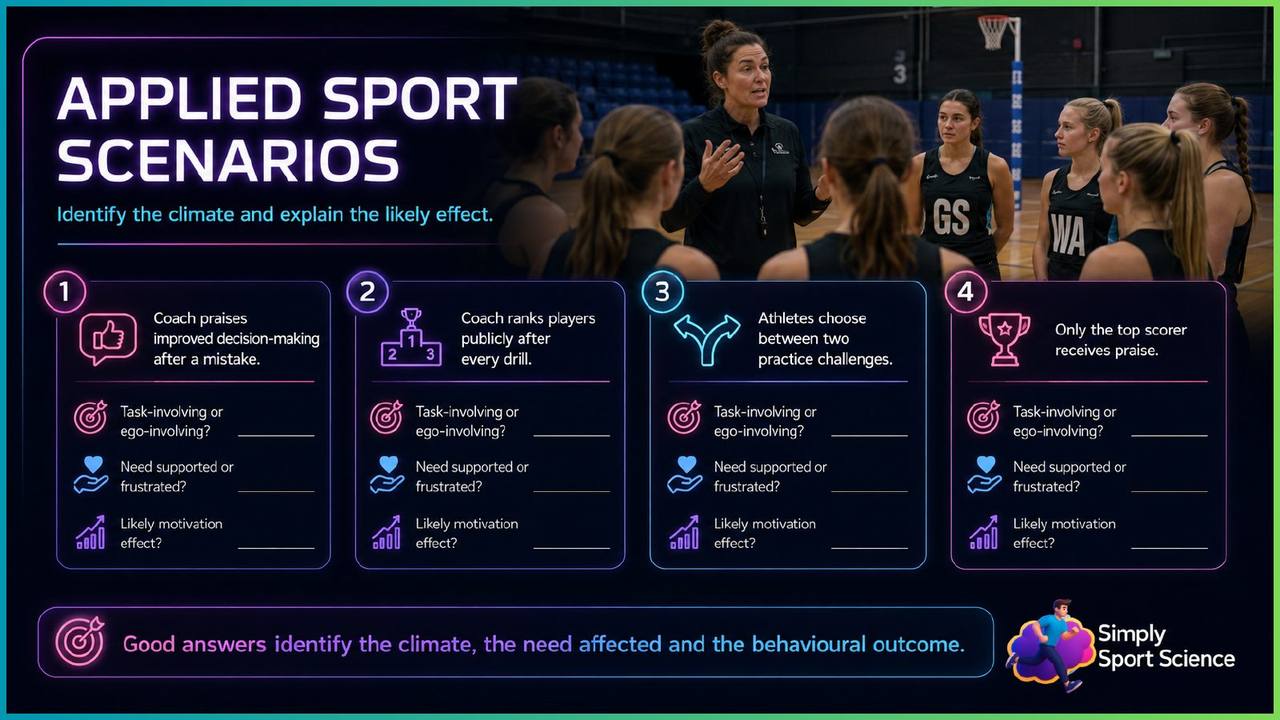 APPLIED SPORT
SCENARIOS
Identify the climate and explain the likely effect.
3
GS
WA
1
Coach praises
improved decision-making
after a mistake.
Task-involving or
ego-involving?
Need supported or
frustrated?
Likely motivation
effect?
2
1
2
3
Coach ranks players
publicly after
every drill.
Task-involving or
ego-involving?
Need supported or
frustrated?
Likely motivation
effect?
3
Athletes choose
between two
practice challenges.
Task-involving or
ego-involving?
Need supported or
frustrated?
Likely motivation
effect?
4
Only the top scorer
receives praise.
Task-involving or
ego-involving?
Need supported or
frustrated?
Likely motivation
effect?
Good answers identify the climate, the need affected and the behavioural outcome.
Simply
Sport Science